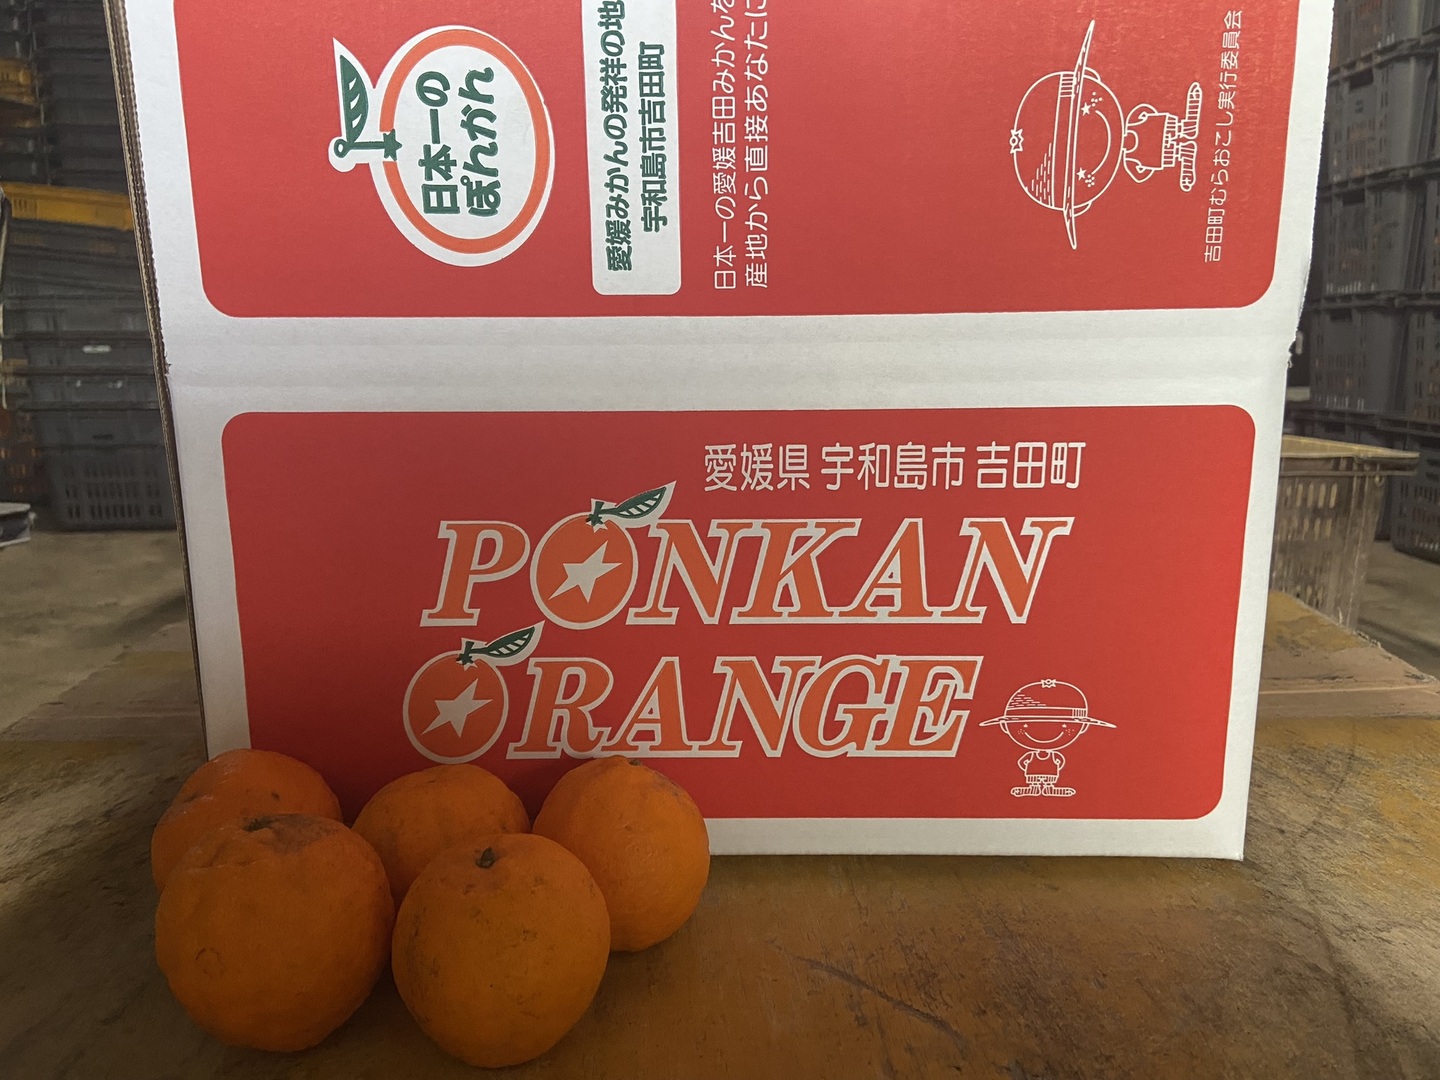 日本一の
ぽんかん
愛媛みかんの発祥の地
宇和島市吉田町
日本一の愛媛吉田みかんを
産地から直接あなたに
吉田町むらおこし実行委員会
愛媛県 宇和島市 吉田町
PONKAN
ORANGE